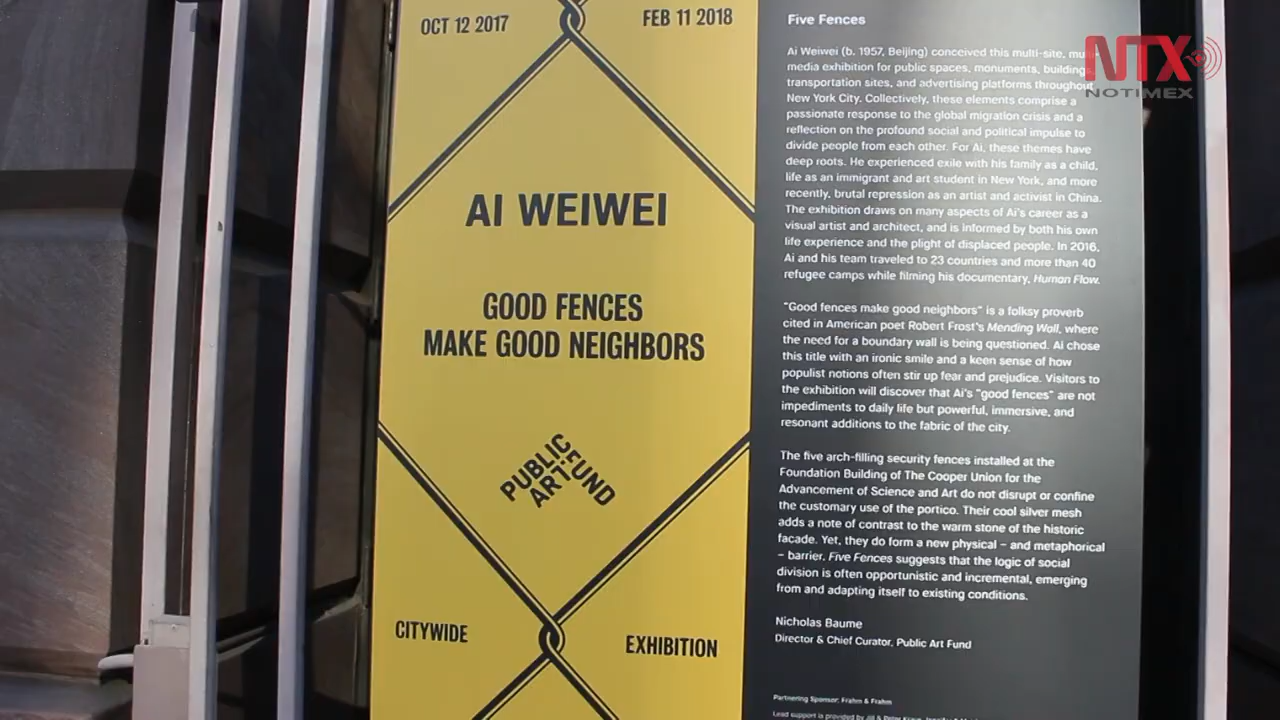 OCT 12 2017
FEB 11 2018
AI WEIWEI
GOOD FENCES
MAKE GOOD NEIGHBORS
PUBLIC
ART FUND
CITYWIDE
EXHIBITION
Five Fences
Ai Weiwei (b. 1957, Beijing) conceived this multi-site, multi-
media exhibition for public spaces, monuments, buildings,
transportation sites, and advertising platforms throughout
New York City. Collectively, these elements comprise a
passionate response to the global migration crisis and a
reflection on the profound social and political impulse to
divide people from each other. For Ai, these themes have
deep roots. He experienced exile with his family as a child,
life as an immigrant and art student in New York, and more
recently, brutal repression as an artist and activist in China.
The exhibition draws on many aspects of Ai's career as a
visual artist and architect, and is informed by both his own
life experience and the plight of displaced people. In 2016,
Ai and his team traveled to 23 countries and more than 40
refugee camps while filming his documentary, Human Flow.
"Good fences make good neighbors" is a folksy proverb
cited in American poet Robert Frost's Mending Wall, where
the need for a boundary wall is being questioned. Ai chose
this title with an ironic smile and a keen sense of how
populist notions often stir up fear and prejudice. Visitors to
the exhibition will discover that Ai's "good fences" are not
impediments to daily life but powerful, immersive, and
resonant additions to the fabric of the city.
The five arch-filling security fences installed at the
Foundation Building of The Cooper Union for the
Advancement of Science and Art do not disrupt or confine
the customary use of the portico. Their cool silver mesh
adds a note of contrast to the warm stone of the historic
facade. Yet, they do form a new physical – and metaphorical
– barrier. Five Fences suggests that the logic of social
division is often opportunistic and incremental, emerging
from and adapting itself to existing conditions.
Nicholas Baume
Director & Chief Curator, Public Art Fund
Partnering Sponsor: Frahm & Frahm
Lead support is provided by Jill & Peter
NTX
NOTIMEX